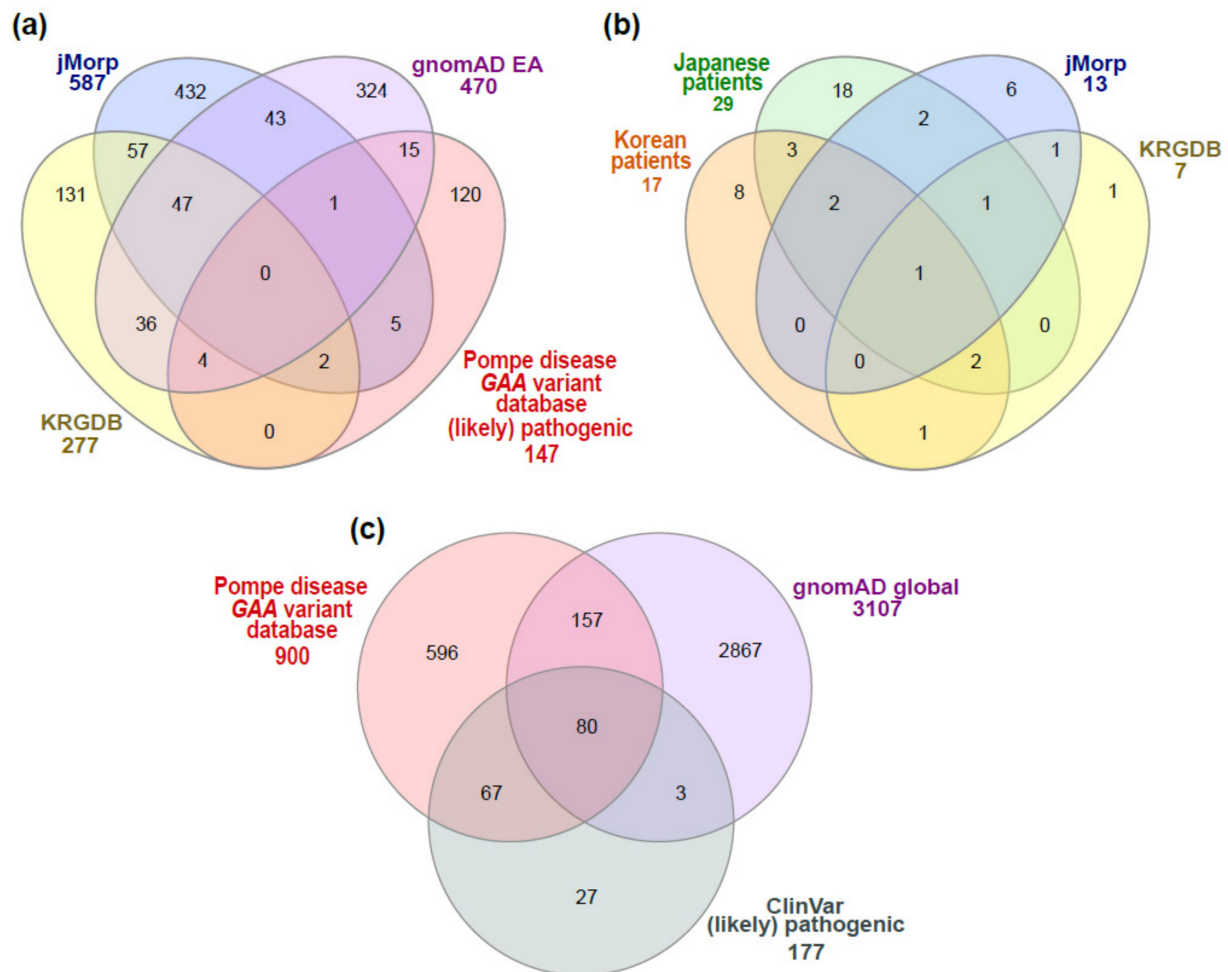 (a)
jMorp
587
gnomAD EA
470
432
43
324
57
15
131
47
1
120
0
36
5
4
2
Pompe disease
GAA variant
database
(likely) pathogenic
147
KRGDB
277
0
(b)
Japanese
patients
29
jMorp
13
18
2
6
Korean
patients
17
3
1
KRGDB
7
8
2
1
1
1
0
0
0
2
1
(c)
Pompe disease
GAA variant
database
900
gnomAD global
3107
157
596
2867
80
67
3
27
ClinVar
(likely) pathogenic
177